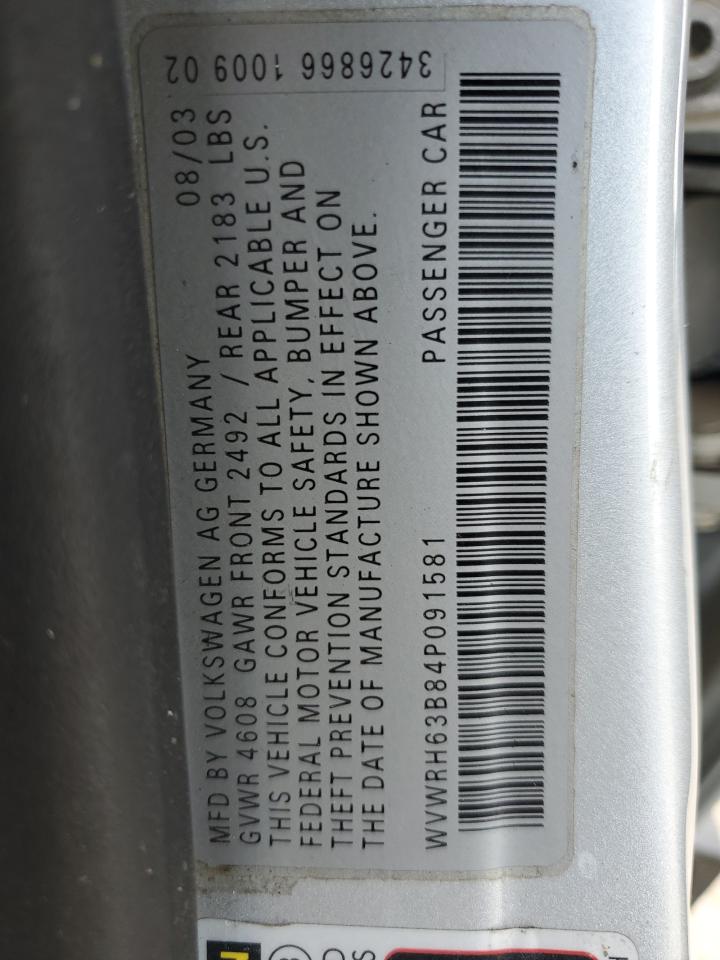 3426866 1009 02
08/03
MFD BY VOLKSWAGEN AG GERMANY
GVWR 4608 GAWR FRONT 2492 / REAR 2183 LBS
THIS VEHICLE CONFORMS TO ALL APPLICABLE U.S.
FEDERAL MOTOR VEHICLE SAFETY, BUMPER AND
THEFT PREVENTION STANDARDS IN EFFECT ON
THE DATE OF MANUFACTURE SHOWN ABOVE.
WVWRH63B84P091581 PASSENGER CAR